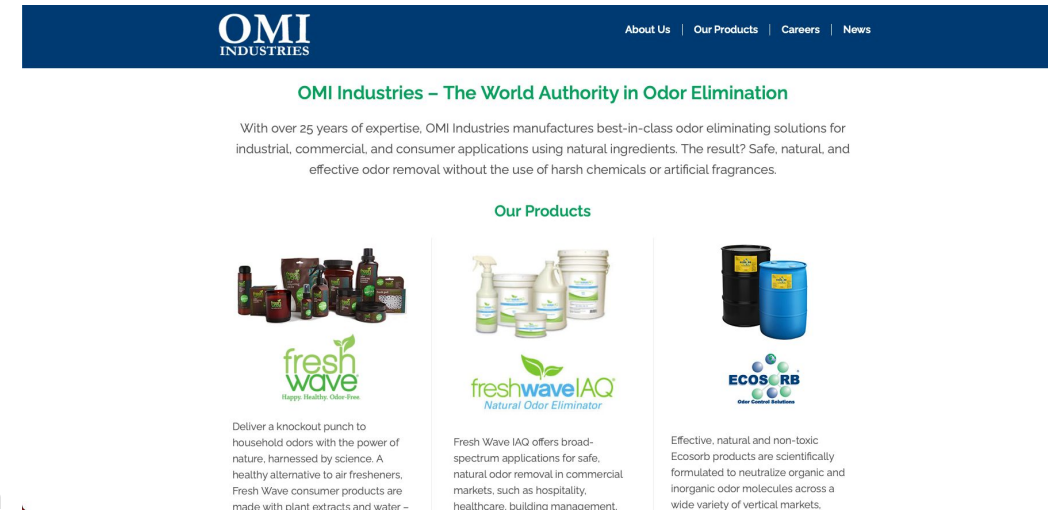 OMI
INDUSTRIES
About Us
Our Products
Careers
News
OMI Industries – The World Authority in Odor Elimination
With over 25 years of expertise, OMI Industries manufactures best-in-class odor eliminating solutions for
industrial, commercial, and consumer applications using natural ingredients. The result? Safe, natural, and
effective odor removal without the use of harsh chemicals or artificial fragrances.
Our Products
fresh
wave®
Happy. Healthy. Odor-Free.
Deliver a knockout punch to
household odors with the power of
nature, harnessed by science. A
healthy alternative to air fresheners,
Fresh Wave consumer products are
made with plant extracts and water –
freshwaveIAQ®
Natural Odor Eliminator
Fresh Wave IAQ offers broad-
spectrum applications for safe,
natural odor removal in commercial
markets, such as hospitality,
healthcare, building management,
ECOSORB®
Odor Control Solutions
Effective, natural and non-toxic
Ecosorb products are scientifically
formulated to neutralize organic and
inorganic odor molecules across a
wide variety of vertical markets,